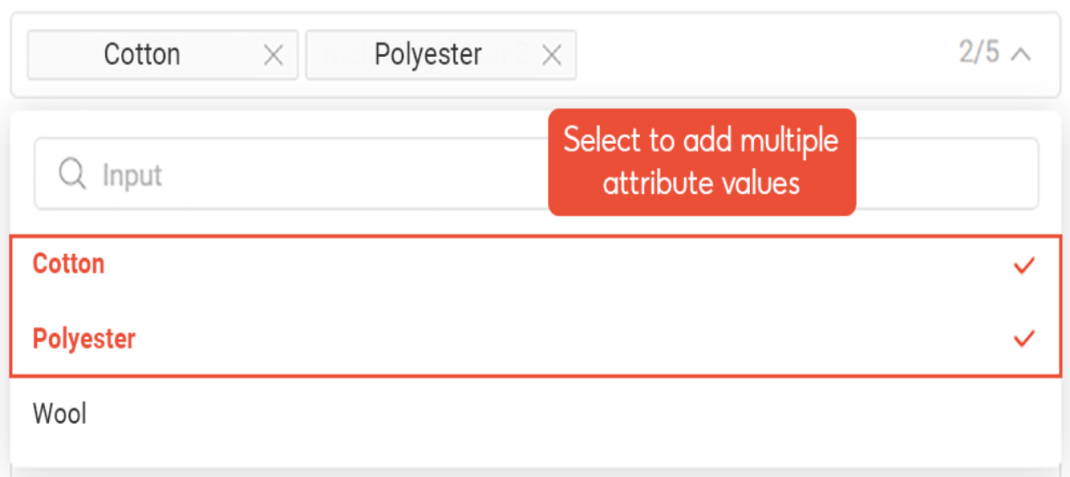 Cotton
Polyester
2/5
Select to add multiple
attribute values
Input
Cotton
Polyester
Wool